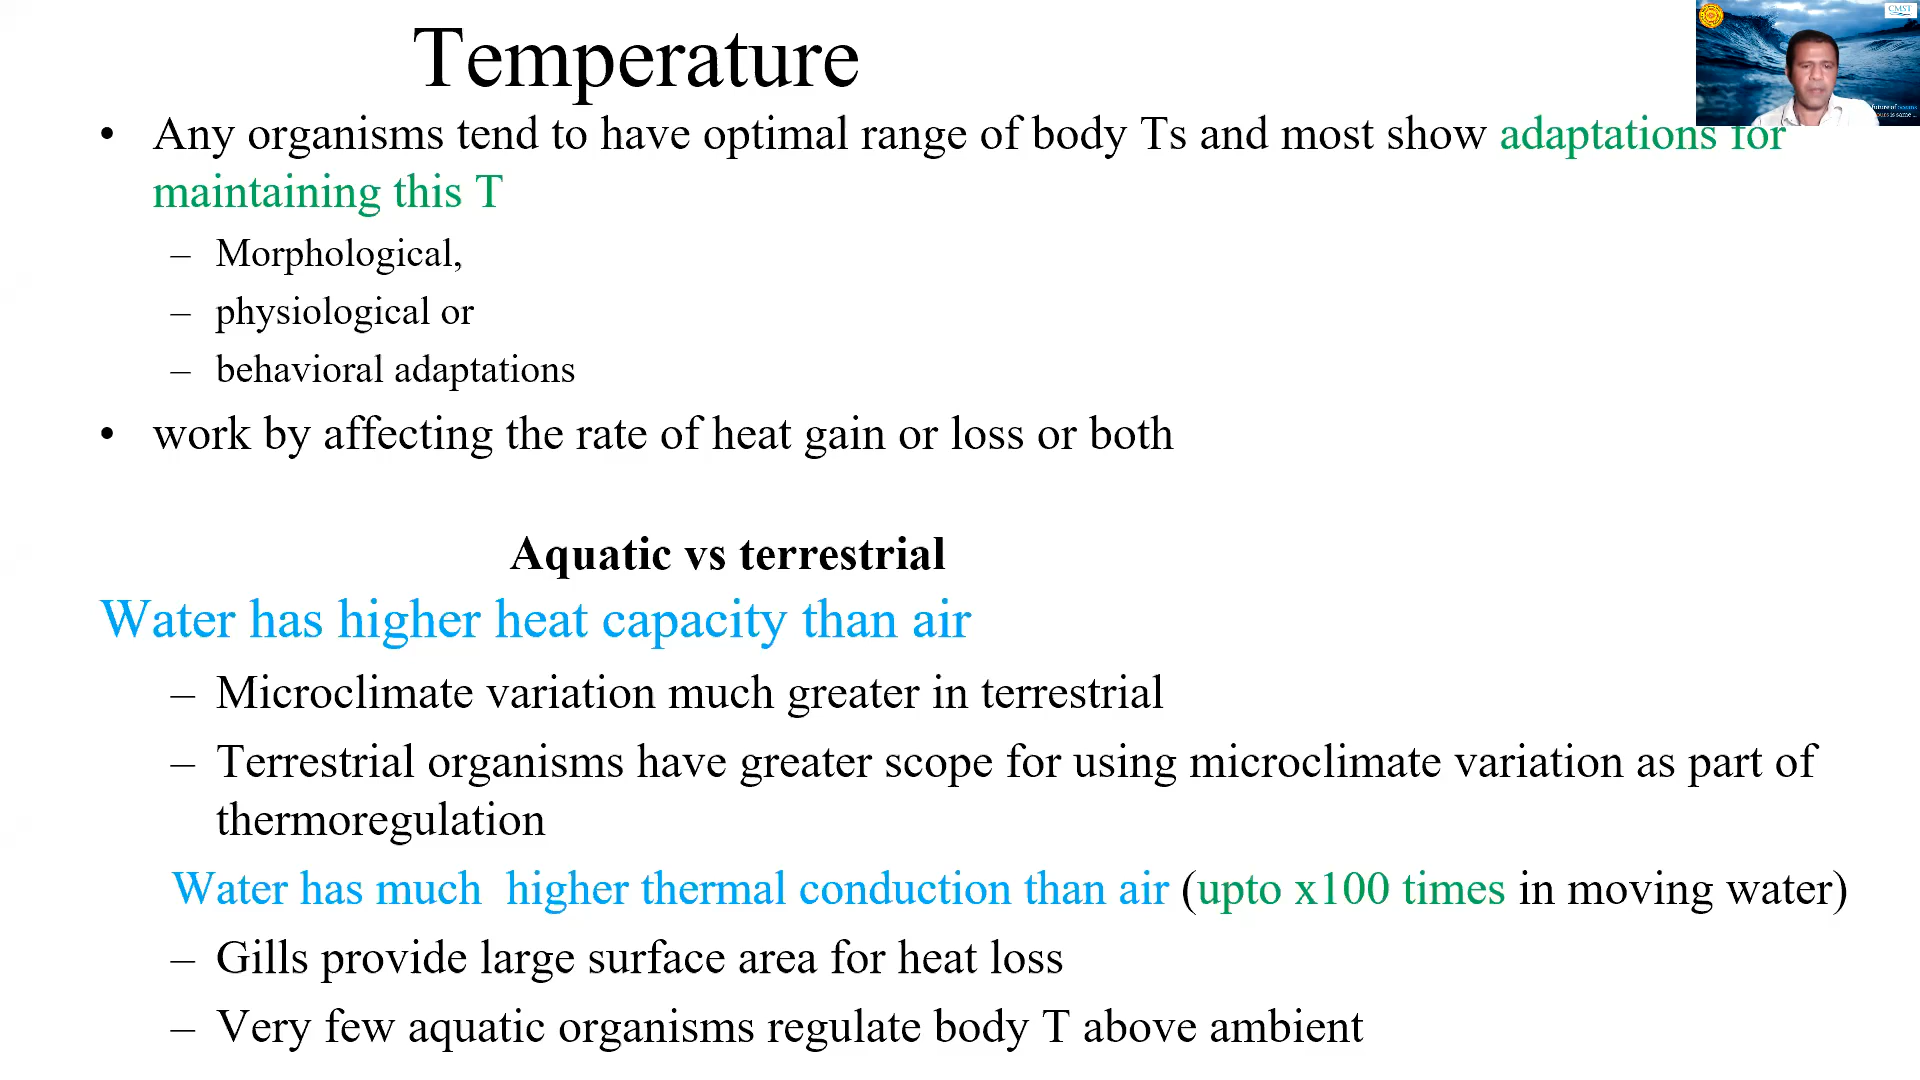 Temperature
CMST
• Any organisms tend to have optimal range of body Ts and most show adaptations for
maintaining this T
– Morphological,
– physiological or
– behavioral adaptations
• work by affecting the rate of heat gain or loss or both
Aquatic vs terrestrial
Water has higher heat capacity than air
– Microclimate variation much greater in terrestrial
– Terrestrial organisms have greater scope for using microclimate variation as part of
thermoregulation
Water has much higher thermal conduction than air (upto x100 times in moving water)
– Gills provide large surface area for heat loss
– Very few aquatic organisms regulate body T above ambient